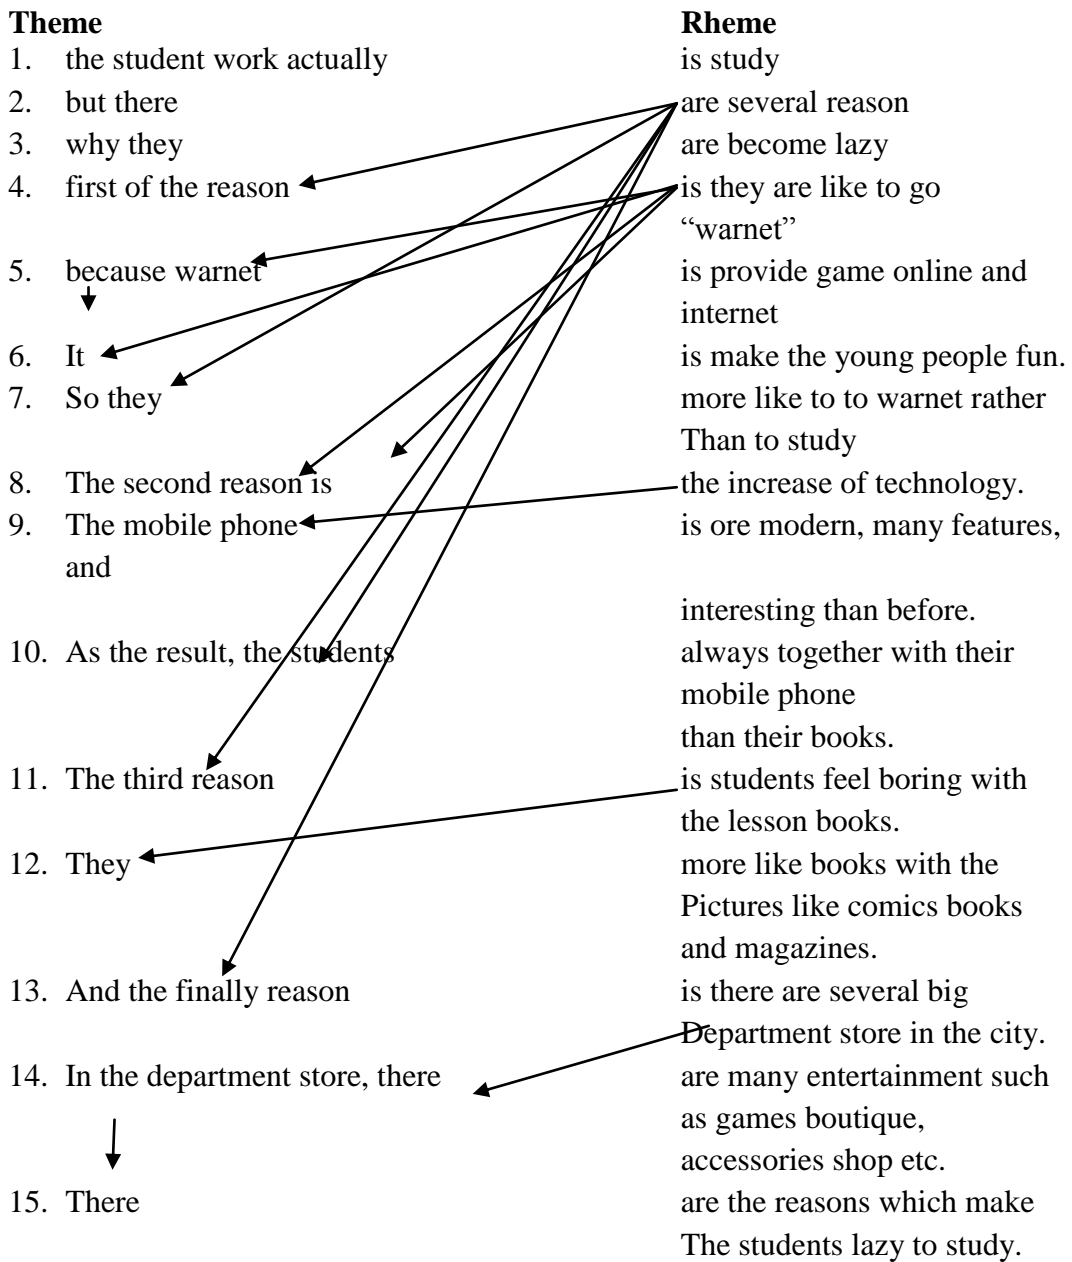 Theme Rheme
1. the student work actually is study
2. but there are several reason
3. why they are become lazy
4. first of the reason is they are like to go
“warnet”
5. because warnet is provide game online and
internet
6. It is make the young people fun.
7. So they more like to to warnet rather
Than to study
8. The second reason is the increase of technology.
9. The mobile phone is ore modern, many features,
and
interesting than before.
10. As the result, the students always together with their
mobile phone
than their books.
11. The third reason is students feel boring with
the lesson books.
12. They more like books with the
Pictures like comics books
and magazines.
13. And the finally reason is there are several big
Department store in the city.
14. In the department store, there are many entertainment such
as games boutique,
accessories shop etc.
15. There are the reasons which make
The students lazy to study.